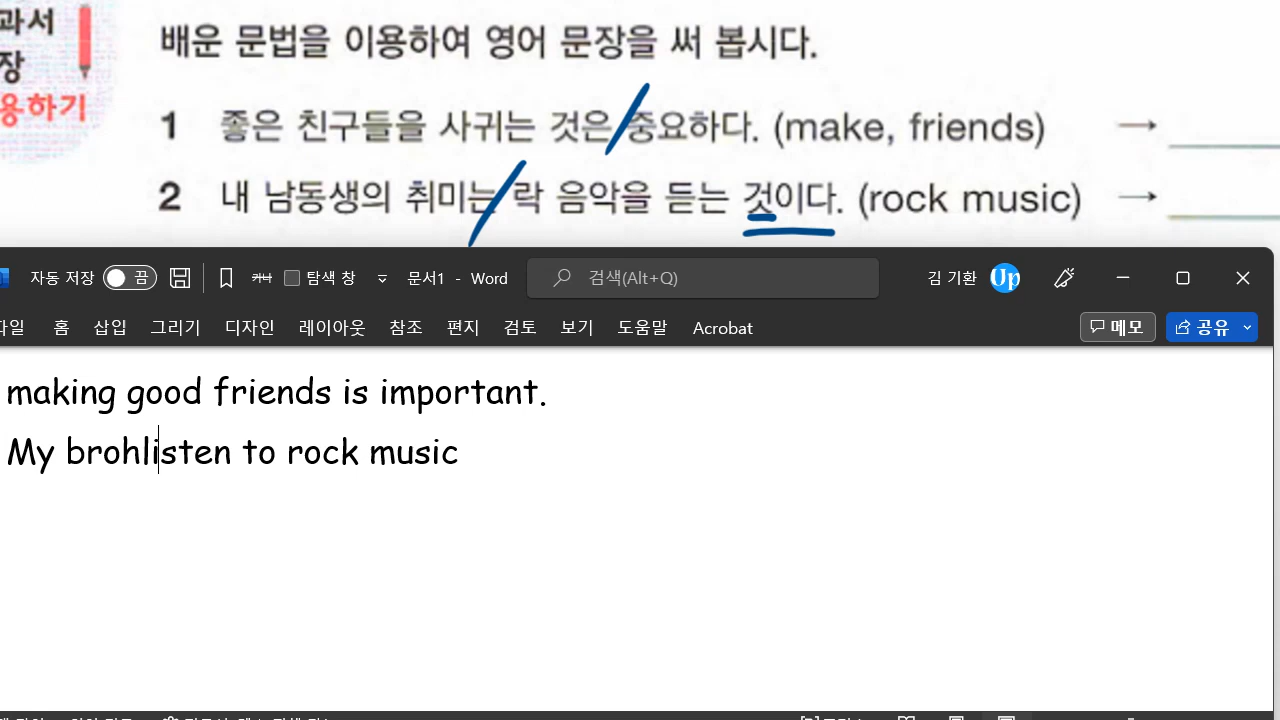 과서
배운 문법을 이용하여 영어 문장을 써 봅시다.
장
용하기
1 좋은 친구들을 사귀는 것은 중요하다. (make, friends) →
2 내 남동생의 취미는 락 음악을 듣는 것이다. (rock music) →
자동 저장 끔 가나 탐색 창 문서1 - Word 검색(Alt+Q) 김 기환 Up
파일 홈 삽입 그리기 디자인 레이아웃 참조 편지 검토 보기 도움말 Acrobat 메모 공유
making good friends is important.
My brohlisten to rock music